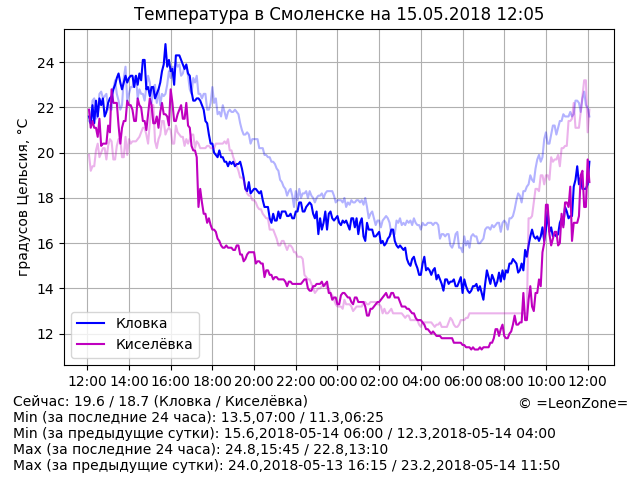 Температура в Смоленске на 15.05.2018 12:05
градусов Цельсия, °C
24
22
20
18
16
14
12
Кловка
Киселёвка
12:00 14:00 16:00 18:00 20:00 22:00 00:00 02:00 04:00 06:00 08:00 10:00 12:00
Сейчас: 19.6 / 18.7 (Кловка / Киселёвка)
© =LeonZone=
Min (за последние 24 часа): 13.5,07:00 / 11.3,06:25
Min (за предыдущие сутки): 15.6,2018-05-14 06:00 / 12.3,2018-05-14 04:00
Max (за последние 24 часа): 24.8,15:45 / 22.8,13:10
Max (за предыдущие сутки): 24.0,2018-05-13 16:15 / 23.2,2018-05-14 11:50